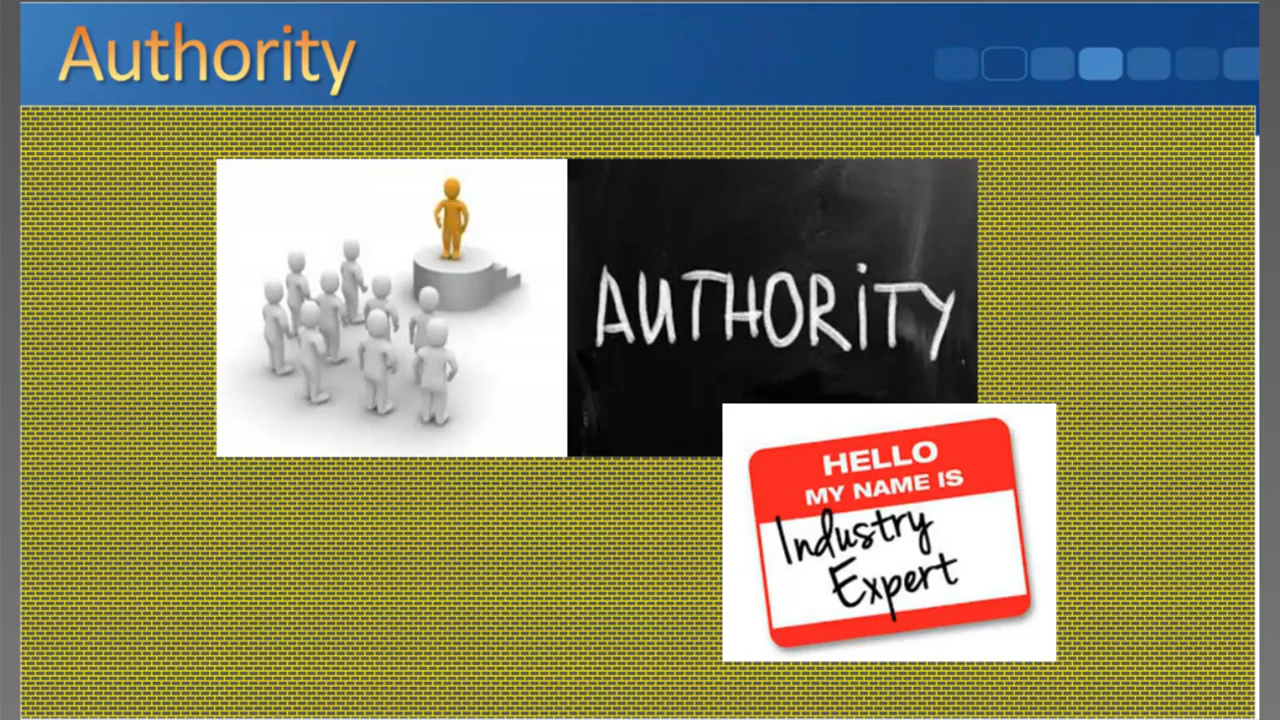 Authority
AUTHORiTY
HELLO
MY NAME IS
Industry
Expert